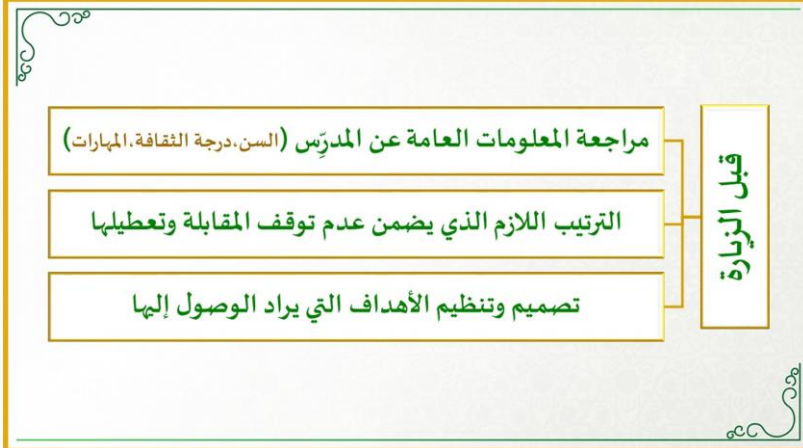 قبل الزيارة
مراجعة المعلومات العامة عن المدرِّس (السن،درجة الثقافة،المهارات)
الترتيب اللازم الذي يضمن عدم توقف المقابلة وتعطيلها
تصميم وتنظيم الأهداف التي يراد الوصول إليها